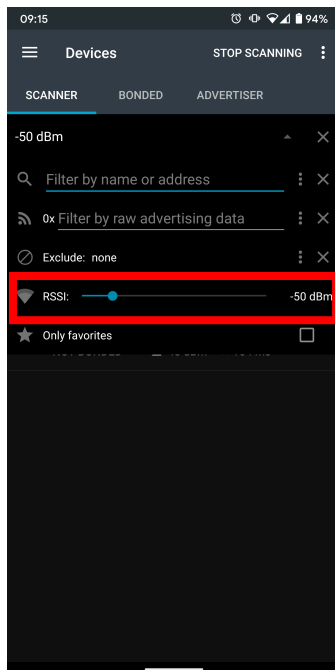 09:15 94%
Devices STOP SCANNING
SCANNER BONDED ADVERTISER
-50 dBm
Filter by name or address
0x Filter by raw advertising data
Exclude: none
RSSI: -50 dBm
Only favorites